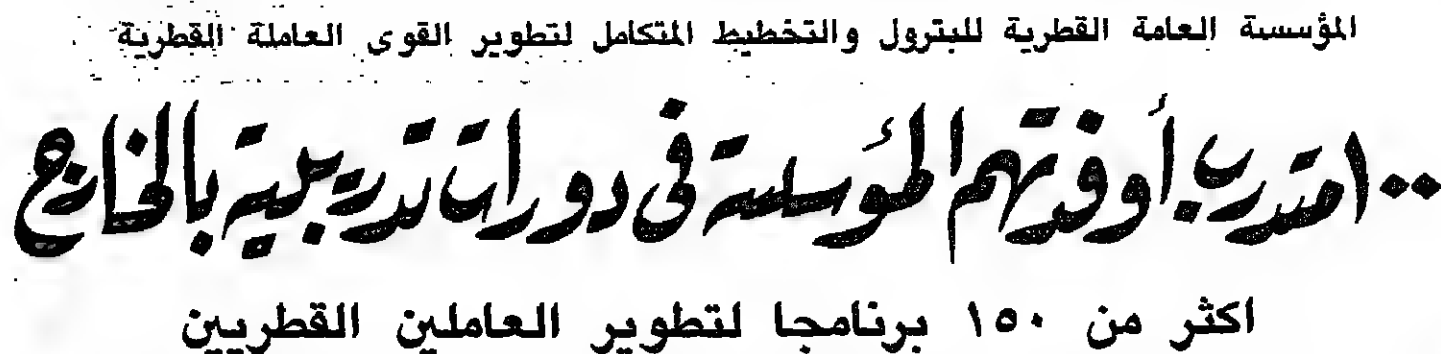 المؤسسة العامة القطرية للبترول والتخطيط المتكامل لتطوير القوى العاملة القطرية
١٠٠ متدرب أوفدتهم المؤسسة فى دورات تدريبية بالخارج
اكثر من ١٥٠ برنامجا لتطوير العاملين القطريين